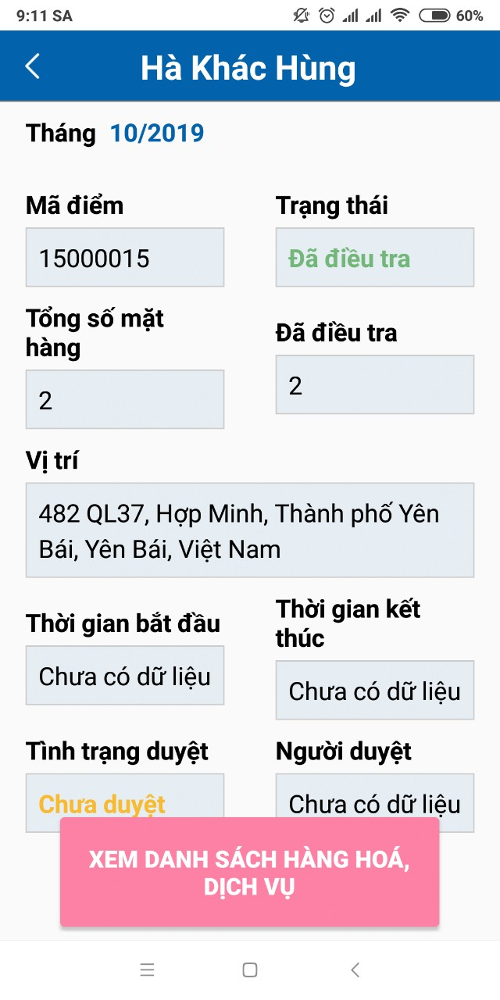 9:11 SA
60%
Hà Khác Hùng
Tháng 10/2019
Mã điểm
Trạng thái
15000015
Đã điều tra
Tổng số mặt
hàng
Đã điều tra
2
2
Vị trí
482 QL37, Hợp Minh, Thành phố Yên
Bái, Yên Bái, Việt Nam
Thời gian bắt đầu
Thời gian kết
thúc
Chưa có dữ liệu
Chưa có dữ liệu
Tình trạng duyệt
Người duyệt
Chưa duyệt
Chưa có dữ liệu
XEM DANH SÁCH HÀNG HOÁ,
DỊCH VỤ